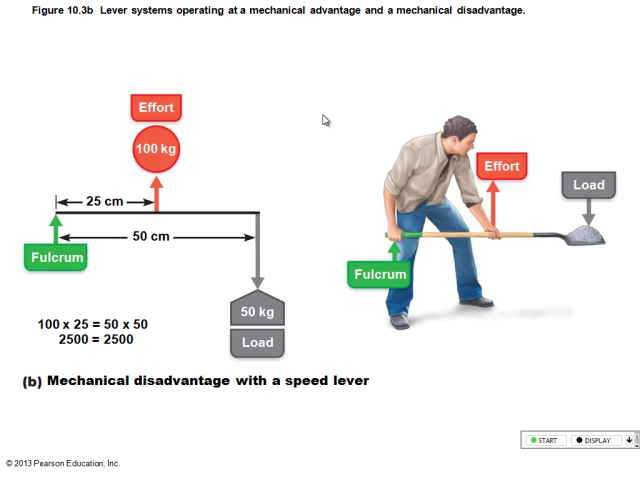 Figure 10.3b Lever systems operating at a mechanical advantage and a mechanical disadvantage.
Effort
100 kg
25 cm
50 cm
Fulcrum
50 kg
Load
100 x 25 = 50 x 50
2500 = 2500
Effort
Load
Fulcrum
(b) Mechanical disadvantage with a speed lever
START
DISPLAY
© 2013 Pearson Education, Inc.